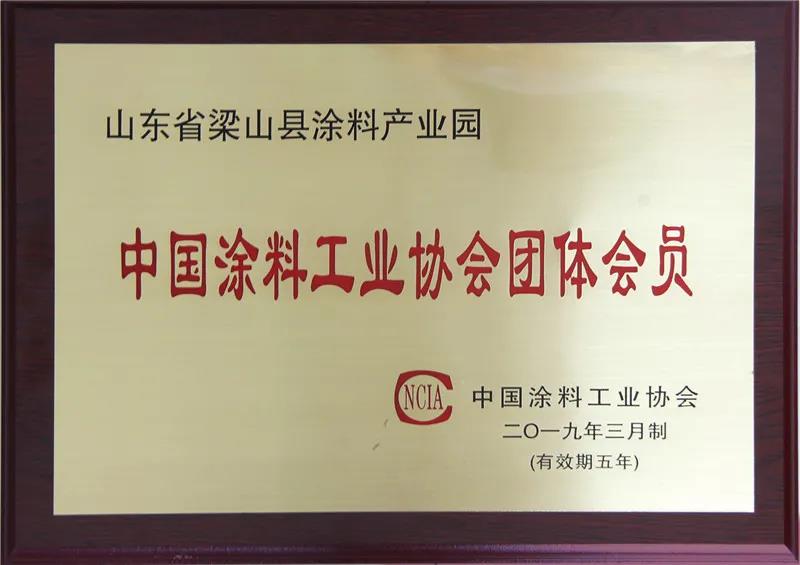 山东省梁山县涂料产业园
中国涂料工业协会团体会员
NCIA
中国涂料工业协会
二〇一九年三月制
(有效期五年)